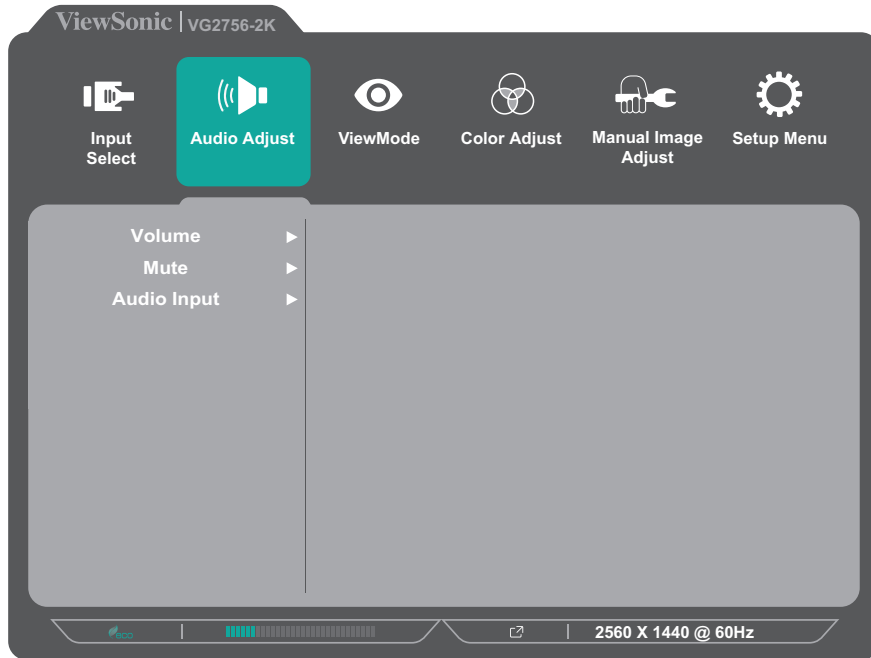 ViewSonic | VG2756-2K
Input
Select
Audio Adjust
ViewMode
Color Adjust
Manual Image
Adjust
Setup Menu
Volume
Mute
Audio Input
eco
2560 X 1440 @ 60Hz